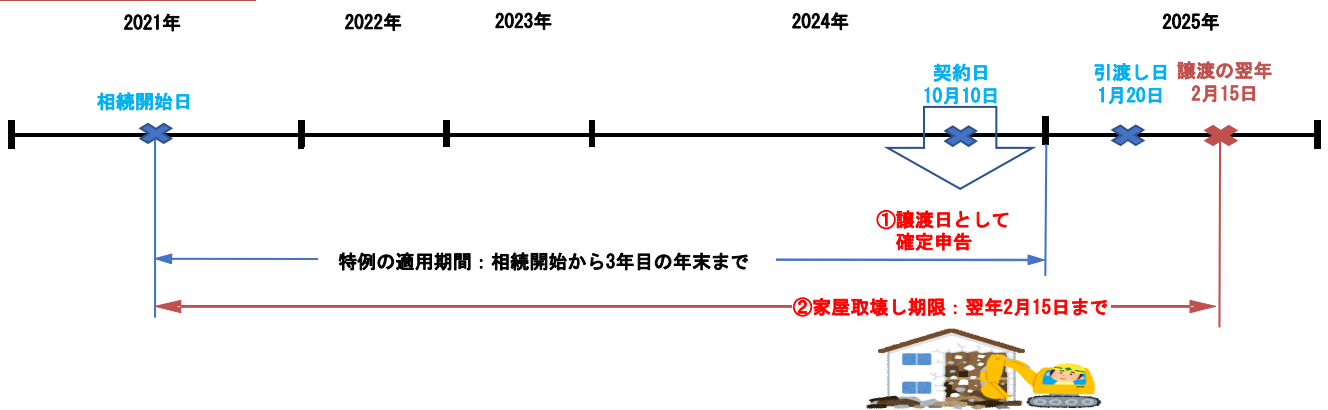 2021年
2022年
2023年
2024年
2025年
相続開始日
契約日
10月10日
引渡し日
1月20日
譲渡の翌年
2月15日
①譲渡日として
確定申告
特例の適用期間：相続開始から3年目の年末まで
②家屋取壊し期限：翌年2月15日まで